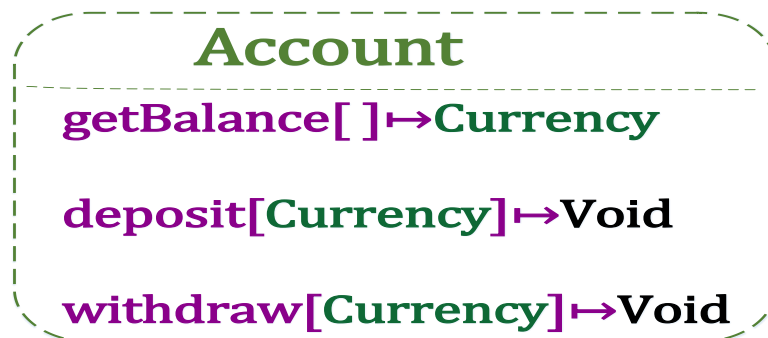 Account
getBalance[ ]↦Currency
deposit[Currency]↦Void
withdraw[Currency]↦Void